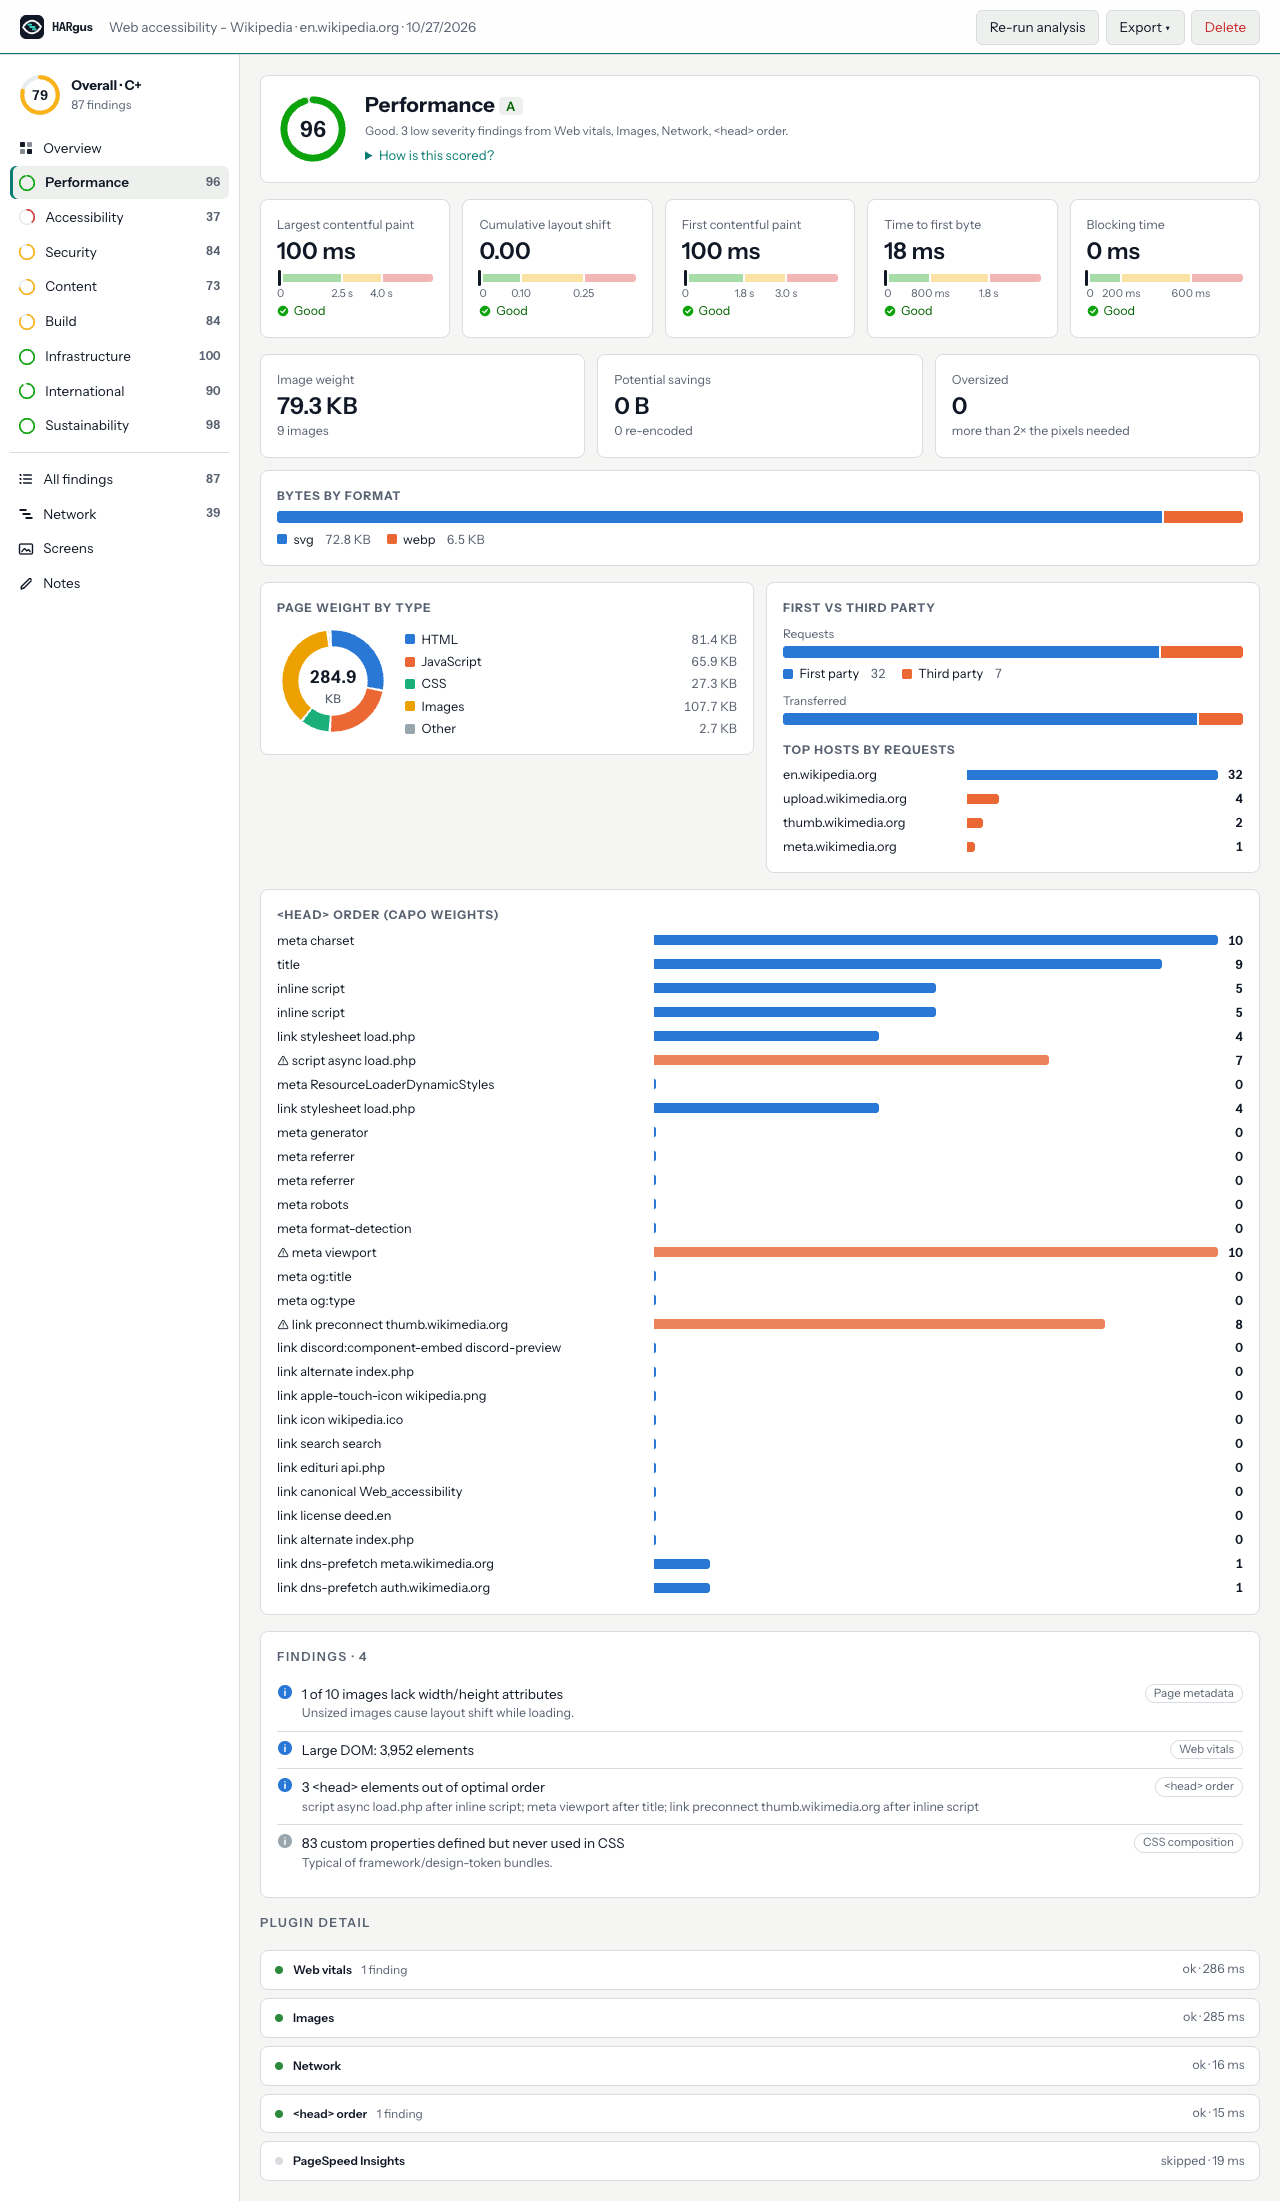 HARgus
Web accessibility - Wikipedia · en.wikipedia.org · 10/27/2026
Re-run analysis
Export ▾
Delete
79
Overall · C+
87 findings
Overview
Performance 96
Accessibility 37
Security 84
Content 73
Build 84
Infrastructure 100
International 90
Sustainability 98
All findings 87
Network 39
Screens
Notes
96
Performance A
Good. 3 low severity findings from Web vitals, Images, Network, <head> order.
▶ How is this scored?
Largest contentful paint
100 ms
0 2.5 s 4.0 s
Good
Cumulative layout shift
0.00
0 0.10 0.25
Good
First contentful paint
100 ms
0 1.8 s 3.0 s
Good
Time to first byte
18 ms
0 800 ms 1.8 s
Good
Blocking time
0 ms
0 200 ms 600 ms
Good
Image weight
79.3 KB
9 images
Potential savings
0 B
0 re-encoded
Oversized
0
more than 2× the pixels needed
BYTES BY FORMAT
svg 72.8 KB webp 6.5 KB
PAGE WEIGHT BY TYPE
284.9
KB
HTML 81.4 KB
JavaScript 65.9 KB
CSS 27.3 KB
Images 107.7 KB
Other 2.7 KB
FIRST VS THIRD PARTY
Requests
First party 32 Third party 7
Transferred
TOP HOSTS BY REQUESTS
en.wikipedia.org 32
upload.wikimedia.org 4
thumb.wikimedia.org 2
meta.wikimedia.org 1
<HEAD> ORDER (CAPO WEIGHTS)
meta charset 10
title 9
inline script 5
inline script 5
link stylesheet load.php 4
⚠ script async load.php 7
meta ResourceLoaderDynamicStyles 0
link stylesheet load.php 4
meta generator 0
meta referrer 0
meta referrer 0
meta robots 0
meta format-detection 0
⚠ meta viewport 10
meta og:title 0
meta og:type 0
⚠ link preconnect thumb.wikimedia.org 8
link discord:component-embed discord-preview 0
link alternate index.php 0
link apple-touch-icon wikipedia.png 0
link icon wikipedia.ico 0
link search search 0
link edituri api.php 0
link canonical Web_accessibility 0
link license deed.en 0
link alternate index.php 0
link dns-prefetch meta.wikimedia.org 1
link dns-prefetch auth.wikimedia.org 1
FINDINGS · 4
1 of 10 images lack width/height attributes Page metadata
Unsized images cause layout shift while loading.
Large DOM: 3,952 elements Web vitals
3 <head> elements out of optimal order <head> order
script async load.php after inline script; meta viewport after title; link preconnect thumb.wikimedia.org after inline script
83 custom properties defined but never used in CSS CSS composition
Typical of framework/design-token bundles.
PLUGIN DETAIL
Web vitals 1 finding ok · 286 ms
Images ok · 285 ms
Network ok · 16 ms
<head> order 1 finding ok · 15 ms
PageSpeed Insights skipped · 19 ms